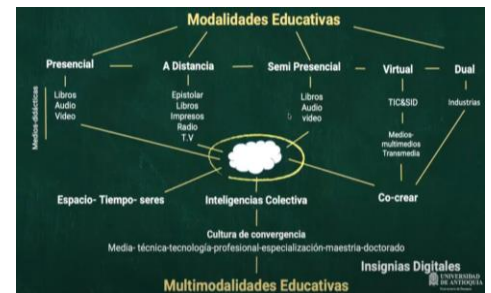 Modalidades Educativas
Presencial
A Distancia
Semi Presencial
Virtual
Dual
Medios-didácticas
Libros
Audio
Video
Epistolar
Libros
Impresos
Radio
T.V
Libros
Audio
video
TIC&SID
Medios-
multimedios
Transmedia
Industrias
Espacio- Tiempo- seres
Inteligencias Colectiva
Co-crear
Cultura de convergencia
Media- técnica-tecnología-profesional-especialización-maestria-doctorado
Insignias Digitales
Multimodalidades Educativas
UNIVERSIDAD
DE ANTIOQUIA